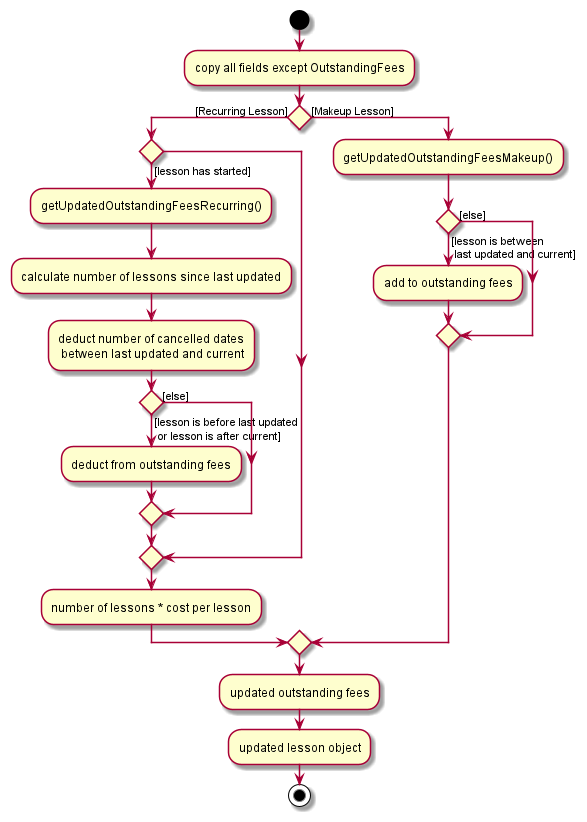 copy all fields except OutstandingFees
[Recurring Lesson]
[Makeup Lesson]
[lesson has started]
getUpdatedOutstandingFeesRecurring()
calculate number of lessons since last updated
deduct number of cancelled dates
between last updated and current
[else]
[lesson is before last updated
or lesson is after current]
deduct from outstanding fees
number of lessons * cost per lesson
getUpdatedOutstandingFeesMakeup()
[else]
[lesson is between
last updated and current]
add to outstanding fees
updated outstanding fees
updated lesson object